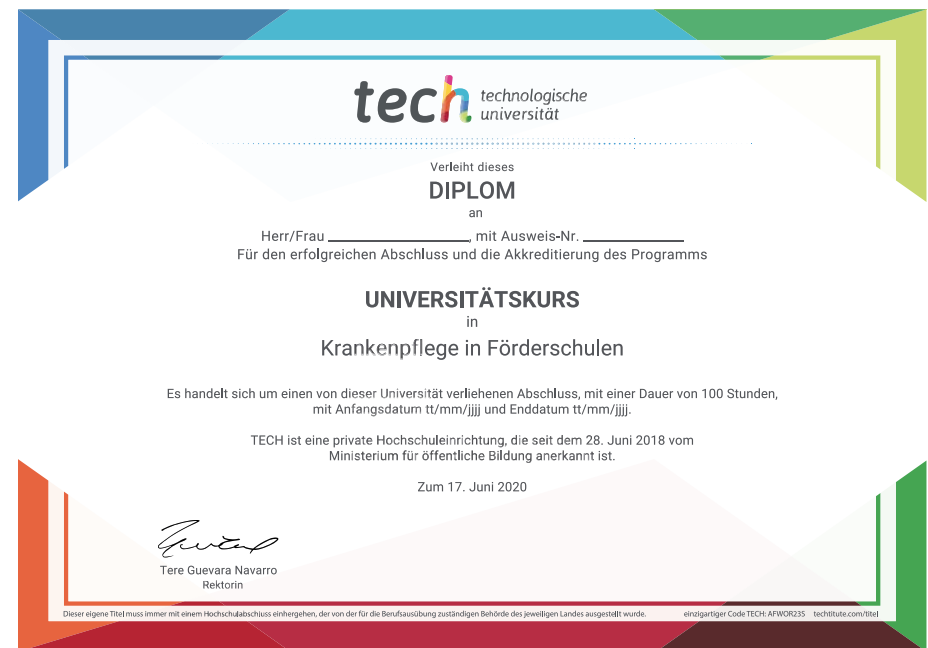 tech technologische
universität
Verleiht dieses
DIPLOM
an
Herr/Frau ____________________, mit Ausweis-Nr. ______________
Für den erfolgreichen Abschluss und die Akkreditierung des Programms
UNIVERSITÄTSKURS
in
Krankenpflege in Förderschulen
Es handelt sich um einen von dieser Universität verliehenen Abschluss, mit einer Dauer von 100 Stunden,
mit Anfangsdatum tt/mm/jjjj und Enddatum tt/mm/jjjj.
TECH ist eine private Hochschuleinrichtung, die seit dem 28. Juni 2018 vom
Ministerium für öffentliche Bildung anerkannt ist.
Zum 17. Juni 2020
Tere Guevara Navarro
Rektorin
Dieser eigene Titel muss immer mit einem Hochschulabschluss einhergehen, der von der für die Berufsausübung zuständigen Behörde des jeweiligen Landes ausgestellt wurde. einzigartiger Code TECH: AFWOR23S techtitute.com/titel